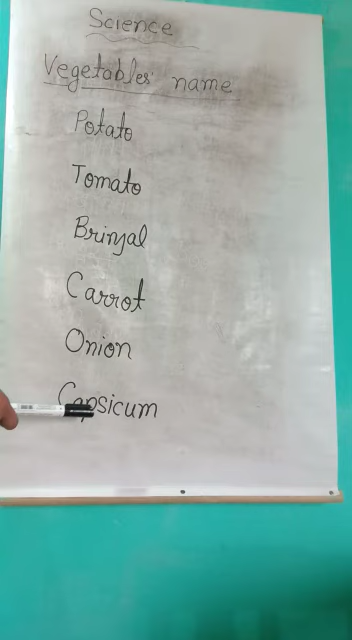 Science
Vegetables name
Potato
Tomato
Brinjal
Carrot
Onion
Capsicum